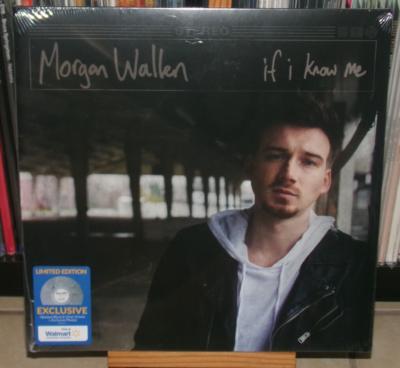 STEREO
Morgan Wallen
if i know me
LIMITED EDITION
EXCLUSIVE
Walmart